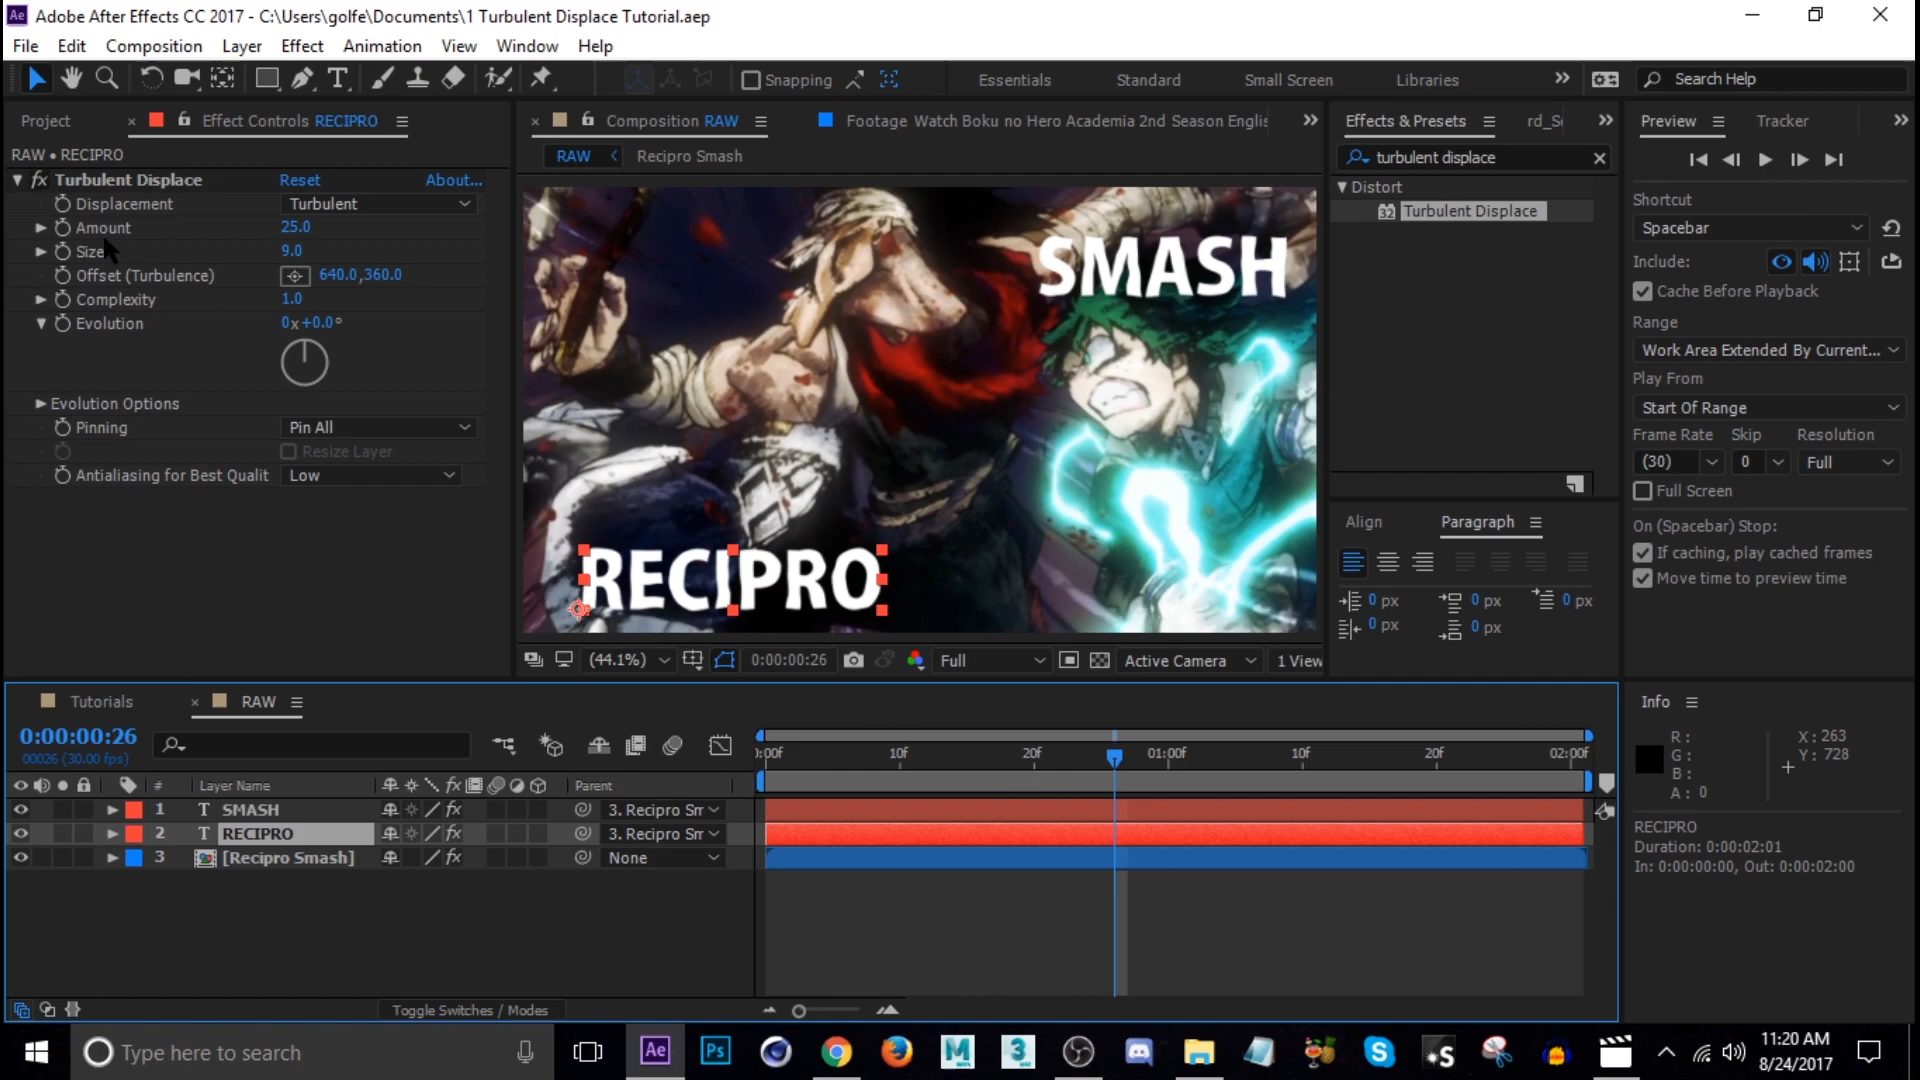 Adobe After Effects CC 2017 - C:\Users\golfe\Documents\1 Turbulent Displace Tutorial.aep
File Edit Composition Layer Effect Animation View Window Help
Snapping Essentials Standard Small Screen Libraries Search Help
Project Effect Controls RECIPRO
RAW • RECIPRO
Turbulent Displace Reset About...
Displacement Turbulent
Amount 25.0
Size 9.0
Offset (Turbulence) 640.0,360.0
Complexity 1.0
Evolution 0x+0.0°
Evolution Options
Pinning Pin All
Resize Layer
Antialiasing for Best Qualit Low
Composition RAW Footage Watch Boku no Hero Academia 2nd Season Englis
RAW Recipro Smash
SMASH
RECIPRO
(44.1%) 0:00:00:26 Full Active Camera 1 View
Effects & Presets
turbulent displace
Distort
32 Turbulent Displace
Align Paragraph
0 px 0 px 0 px
0 px 0 px
Preview Tracker
Shortcut
Spacebar
Include:
Cache Before Playback
Range
Work Area Extended By Current...
Play From
Start Of Range
Frame Rate Skip Resolution
(30) 0 Full
Full Screen
On (Spacebar) Stop:
If caching, play cached frames
Move time to preview time
Tutorials RAW
0:00:00:26
00026 (30.00 fps)
:00f 10f 20f 01:00f 10f 20f 02:00f
# Layer Name fx Parent
1 T SMASH fx 3. Recipro Sm
2 T RECIPRO fx 3. Recipro Sm
3 [Recipro Smash] fx None
Toggle Switches / Modes
Info
R: X: 263
G: Y: 728
B:
A: 0
RECIPRO
Duration: 0:00:02:01
In: 0:00:00:00, Out: 0:00:02:00
Type here to search Ae Ps M 3 S S 11:20 AM
8/24/2017